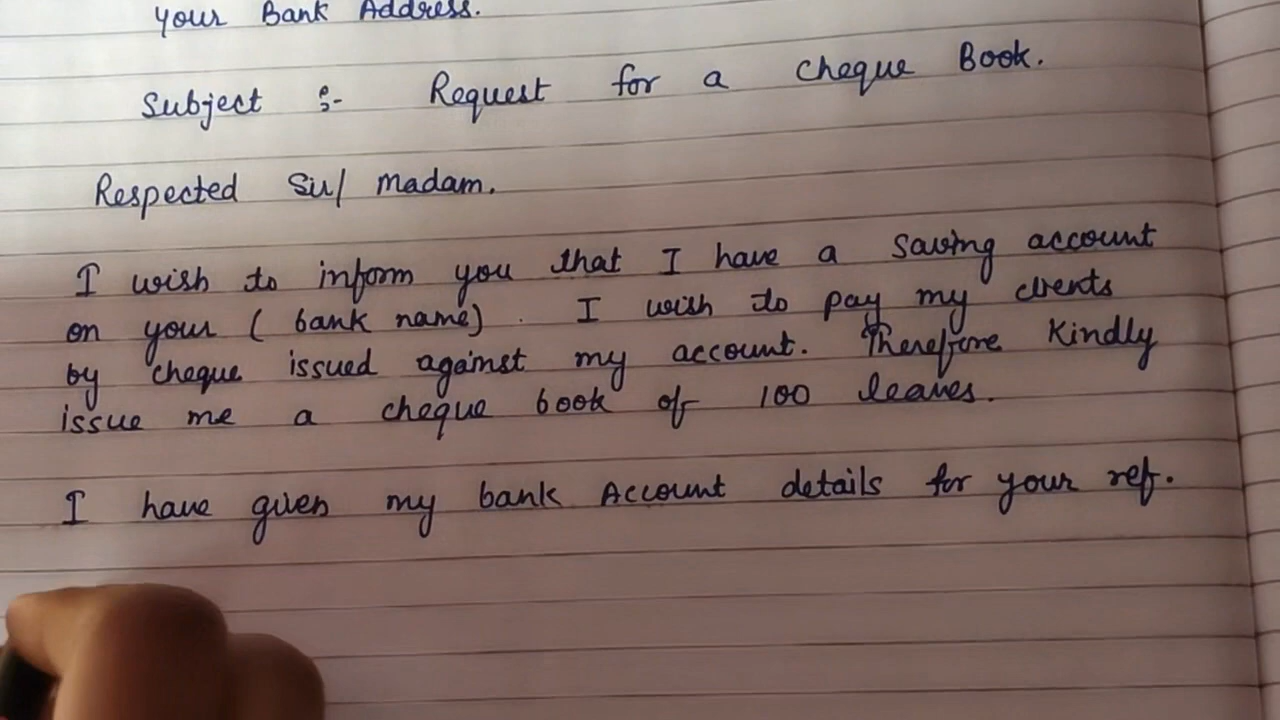 Your Bank Address.
Subject :- Request for a cheque Book.
Respected Sir/ madam.
I wish to inform you that I have a saving account
on your ( bank name) . I wish to pay my clients
by cheque issued against my account. Therefore Kindly
issue me a cheque book of 100 leaves.
I have given my bank Account details for your ref.